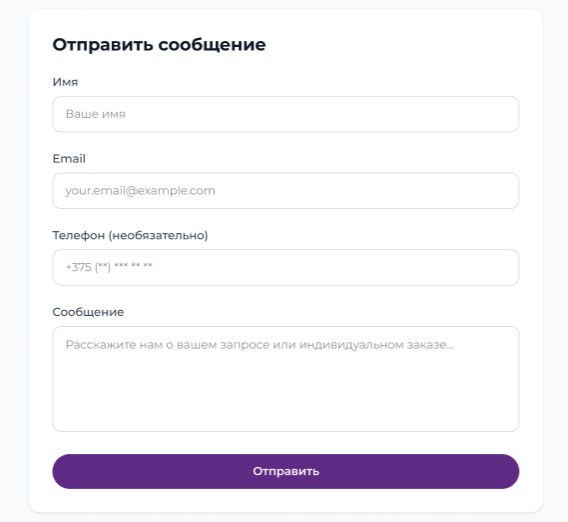 Отправить сообщение
Имя
Ваше имя
Email
your.email@example.com
Телефон (необязательно)
+375 (**) *** ** **
Сообщение
Расскажите нам о вашем запросе или индивидуальном заказе...
Отправить